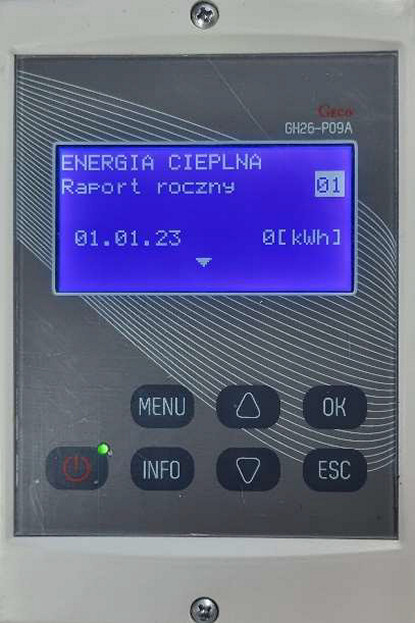 Geco
GH26-P09A
ENERGIA CIEPLNA
Raport roczny 01
01.01.23 0[kWh]
MENU OK
INFO ESC